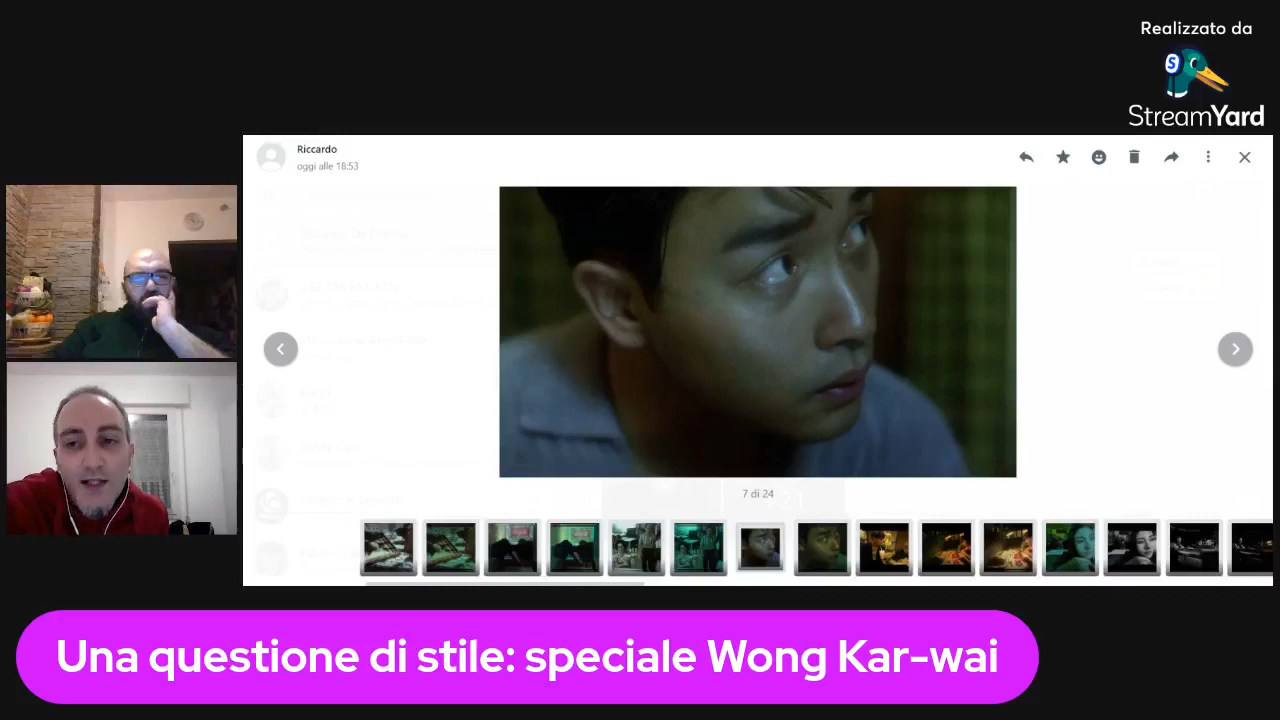 Realizzato da
StreamYard
Riccardo
oggi alle 18:53
7 di 24
Una questione di stile: speciale Wong Kar-wai